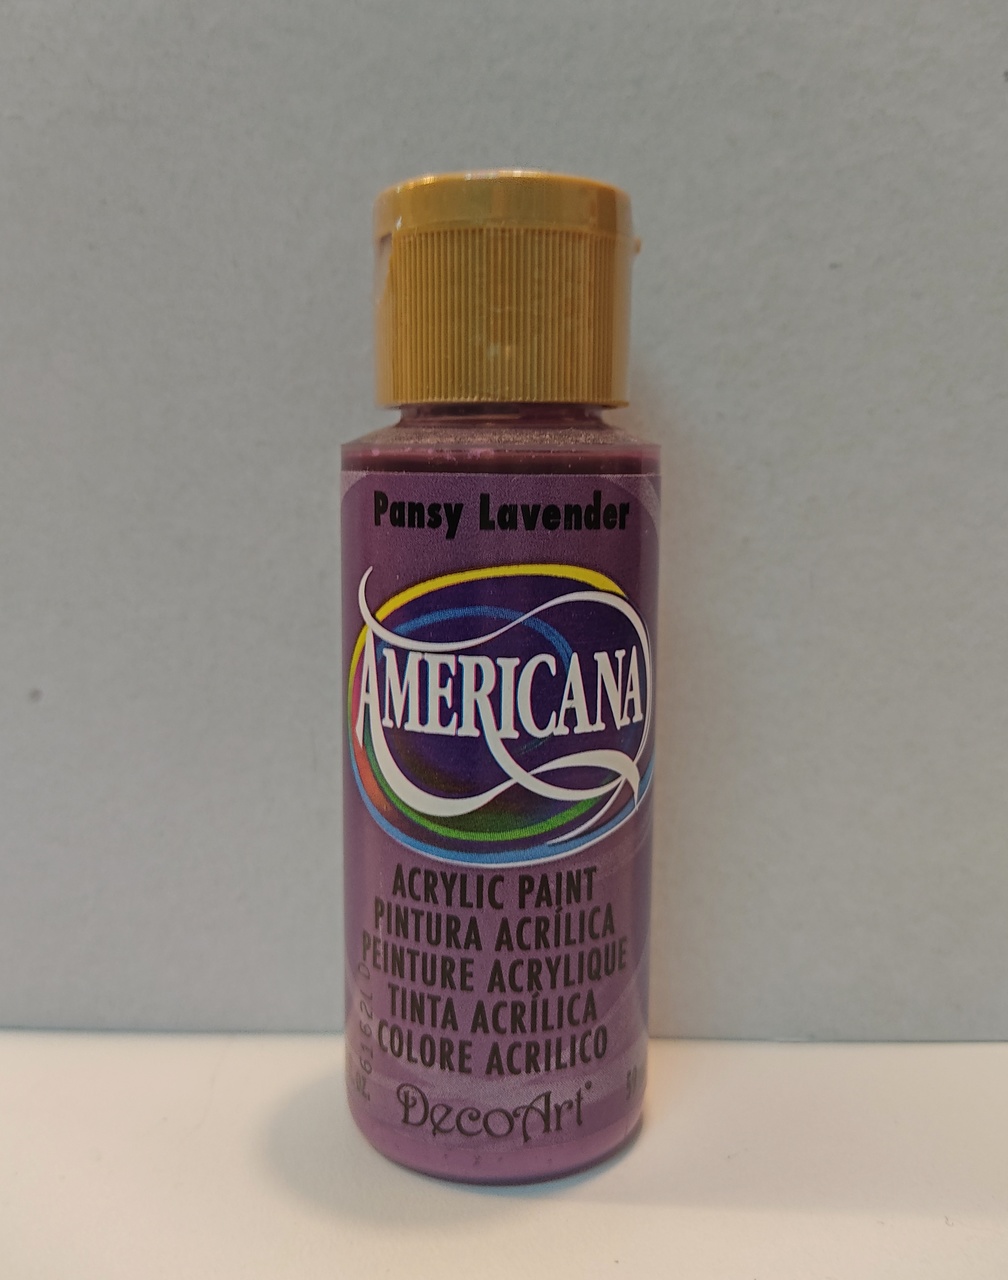 Pansy Lavender
AMERICANA
ACRYLIC PAINT
PINTURA ACRÍLICA
PEINTURE ACRYLIQUE
TINTA ACRÍLICA
COLORE ACRILICO
DecoArt